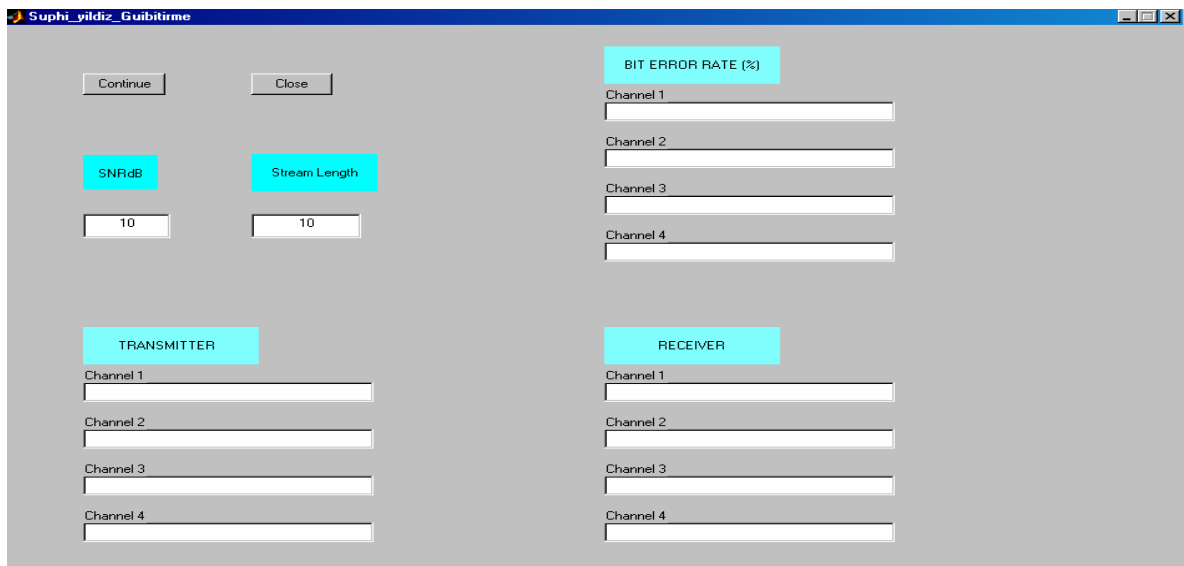 Suphi_yildiz_Guibitirme
Continue
Close
SNRdB
Stream Length
10
10
BIT ERROR RATE (%)
Channel 1
Channel 2
Channel 3
Channel 4
TRANSMITTER
Channel 1
Channel 2
Channel 3
Channel 4
RECEIVER
Channel 1
Channel 2
Channel 3
Channel 4